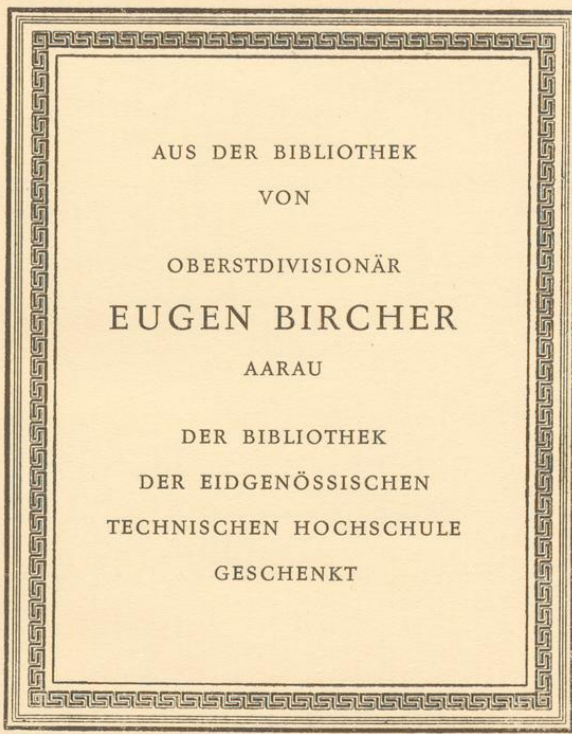 AUS DER BIBLIOTHEK
VON
OBERSTDIVISIONÄR
EUGEN BIRCHER
AARAU
DER BIBLIOTHEK
DER EIDGENÖSSISCHEN
TECHNISCHEN HOCHSCHULE
GESCHENKT